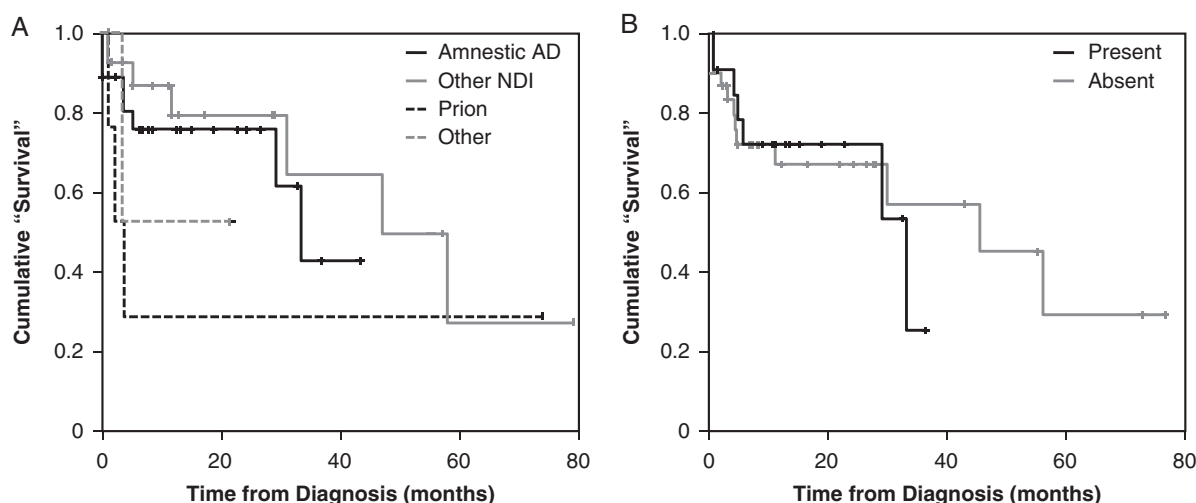 A
Cumulative “Survival”
1.0
0.8
0.6
0.4
0.2
0
Amnestic AD
Other NDI
Prion
Other
0 20 40 60 80
Time from Diagnosis (months)
B
Cumulative “Survival”
1.0
0.8
0.6
0.4
0.2
0
Present
Absent
0 20 40 60 80
Time from Diagnosis (months)